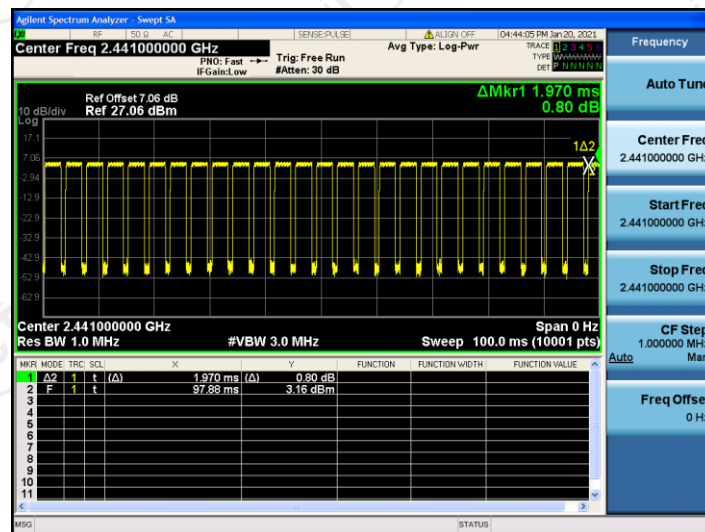 Agilent Spectrum Analyzer - Swept SA
RF 50 Ω AC SENSE:PULSE ALIGN OFF 04:44:05 PM Jan 20, 2021
Center Freq 2.441000000 GHz
PNO: Fast
IFGain:Low
Trig: Free Run
#Atten: 30 dB
Avg Type: Log-Pwr
TRACE 1 2 3 4 5 6
TYPE
DET P N N N N N
Frequency
Ref Offset 7.06 dB
10 dB/div Ref 27.06 dBm
Log
ΔMkr1 1.970 ms
0.80 dB
17.1
7.06
-2.94
-12.9
-22.9
-32.9
-42.9
-52.9
-62.9
1Δ2
Center 2.441000000 GHz Span 0 Hz
Res BW 1.0 MHz #VBW 3.0 MHz Sweep 100.0 ms (10001 pts)
MKR MODE TRC SCL X Y FUNCTION FUNCTION WIDTH FUNCTION VALUE
1 Δ2 1 t (Δ) 1.970 ms (Δ) 0.80 dB
2 F 1 t 97.88 ms 3.16 dBm
3
4
5
6
7
8
9
10
11
MSG STATUS
Auto Tune
Center Freq
2.441000000 GHz
Start Freq
2.441000000 GHz
Stop Freq
2.441000000 GHz
CF Step
1.000000 MHz
Auto Man
Freq Offset
0 Hz